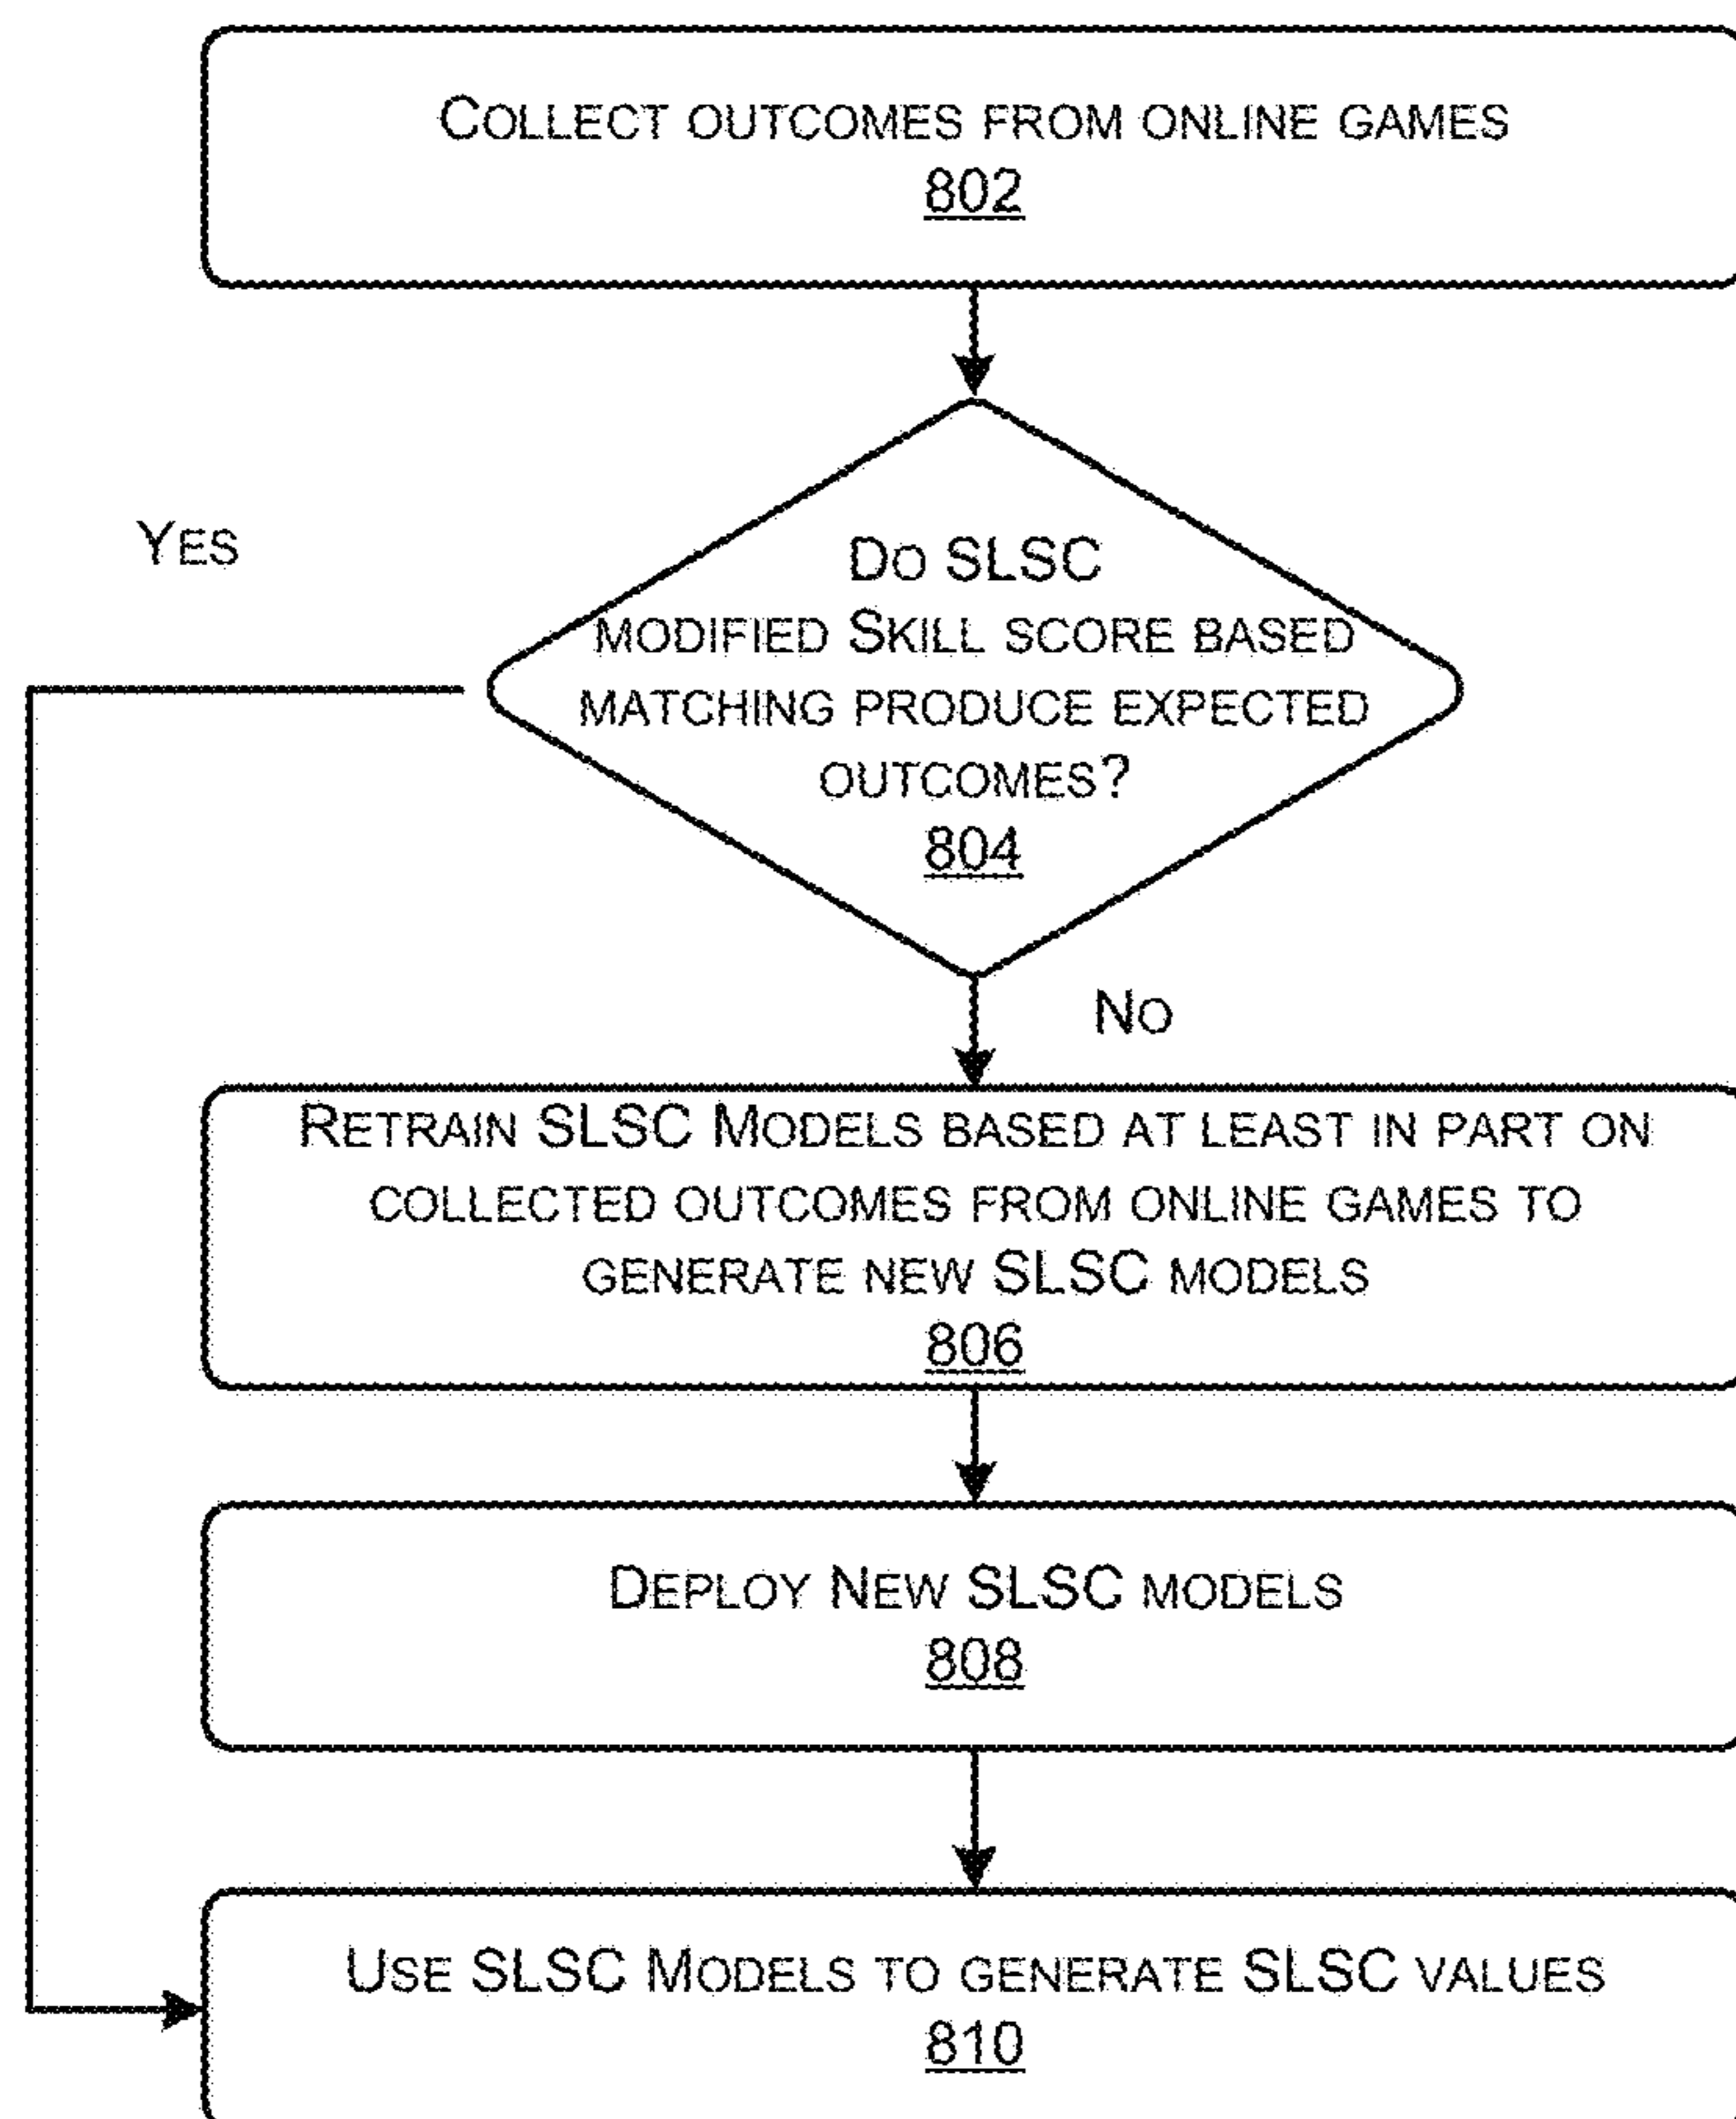 COLLECT OUTCOMES FROM ONLINE GAMES
802
YES
DO SLSC
MODIFIED SKILL SCORE BASED
MATCHING PRODUCE EXPECTED
OUTCOMES?
804
NO
RETRAIN SLSC MODELS BASED AT LEAST IN PART ON
COLLECTED OUTCOMES FROM ONLINE GAMES TO
GENERATE NEW SLSC MODELS
806
DEPLOY NEW SLSC MODELS
808
USE SLSC MODELS TO GENERATE SLSC VALUES
810